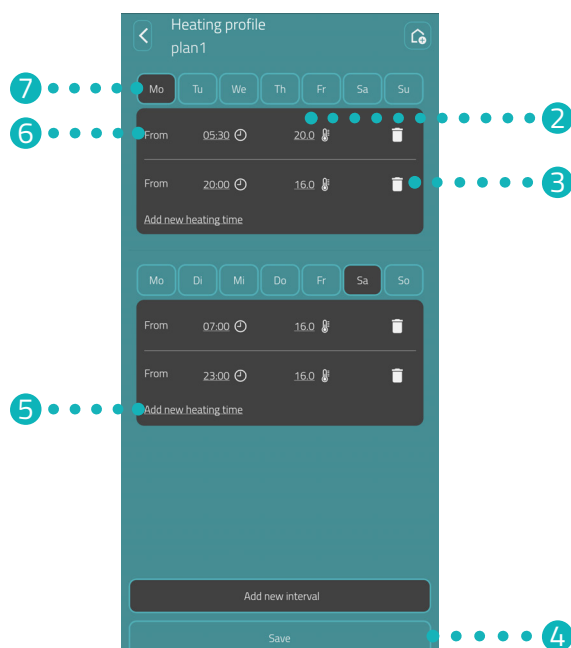 Heating profile
plan1
7 Mo Tu We Th Fr Sa Su
2
6 From 05:30 20.0
From 20:00 16.0 3
Add new heating time
Mo Di Mi Do Fr Sa So
From 07:00 16.0
From 23:00 16.0
5 Add new heating time
Add new interval
Save 4